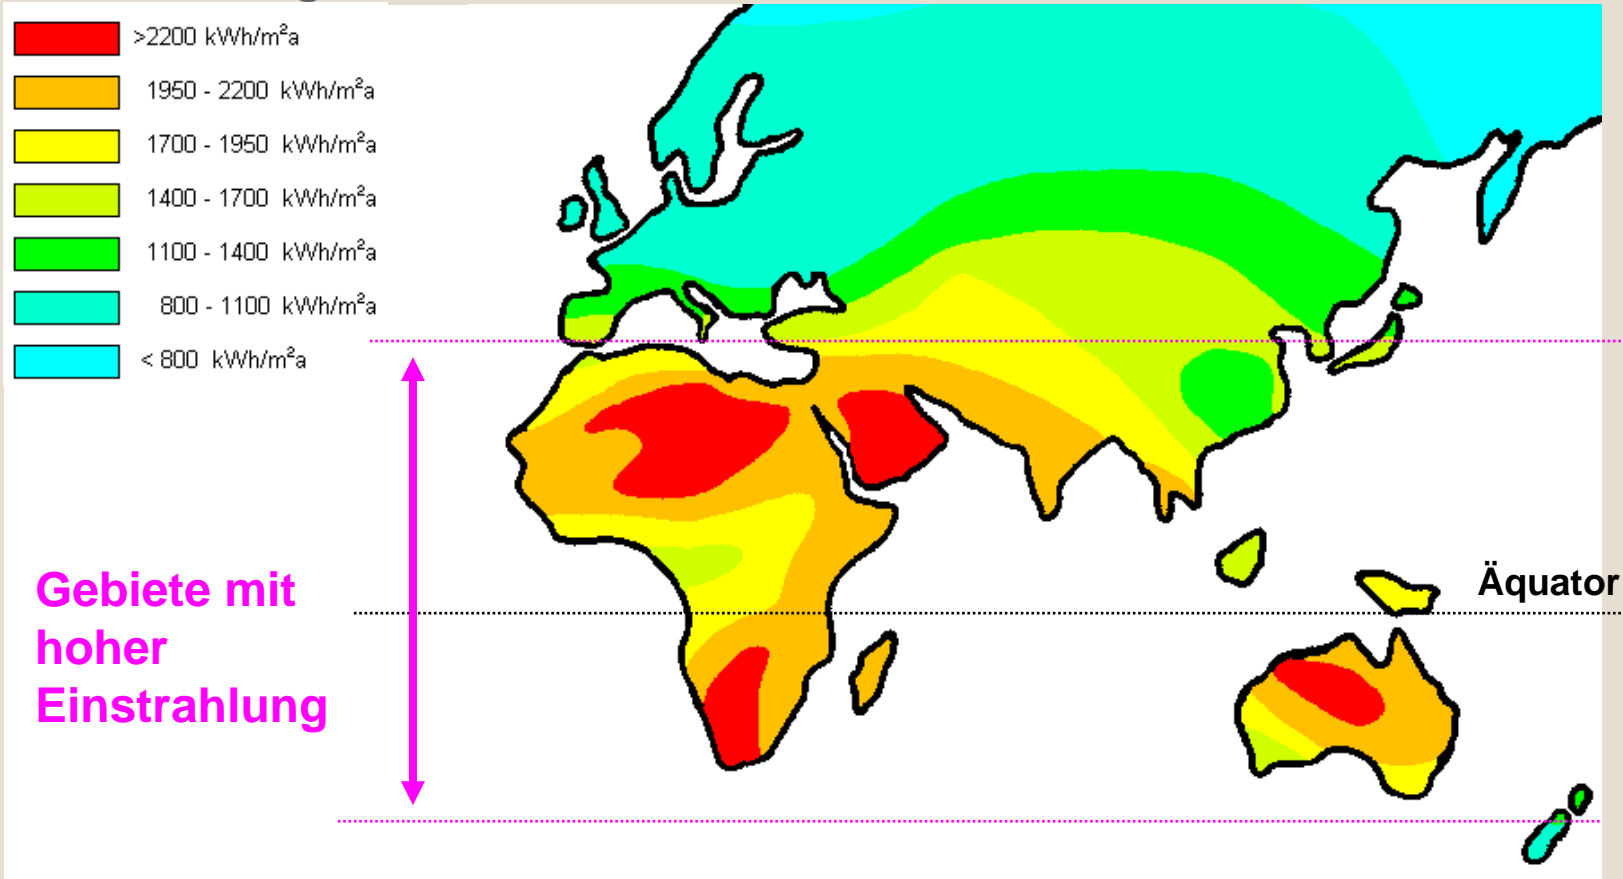 >2200 kWh/m²a
1950 - 2200 kWh/m²a
1700 - 1950 kWh/m²a
1400 - 1700 kWh/m²a
1100 - 1400 kWh/m²a
800 - 1100 kWh/m²a
< 800 kWh/m²a
Gebiete mit
hoher
Einstrahlung
Äquator